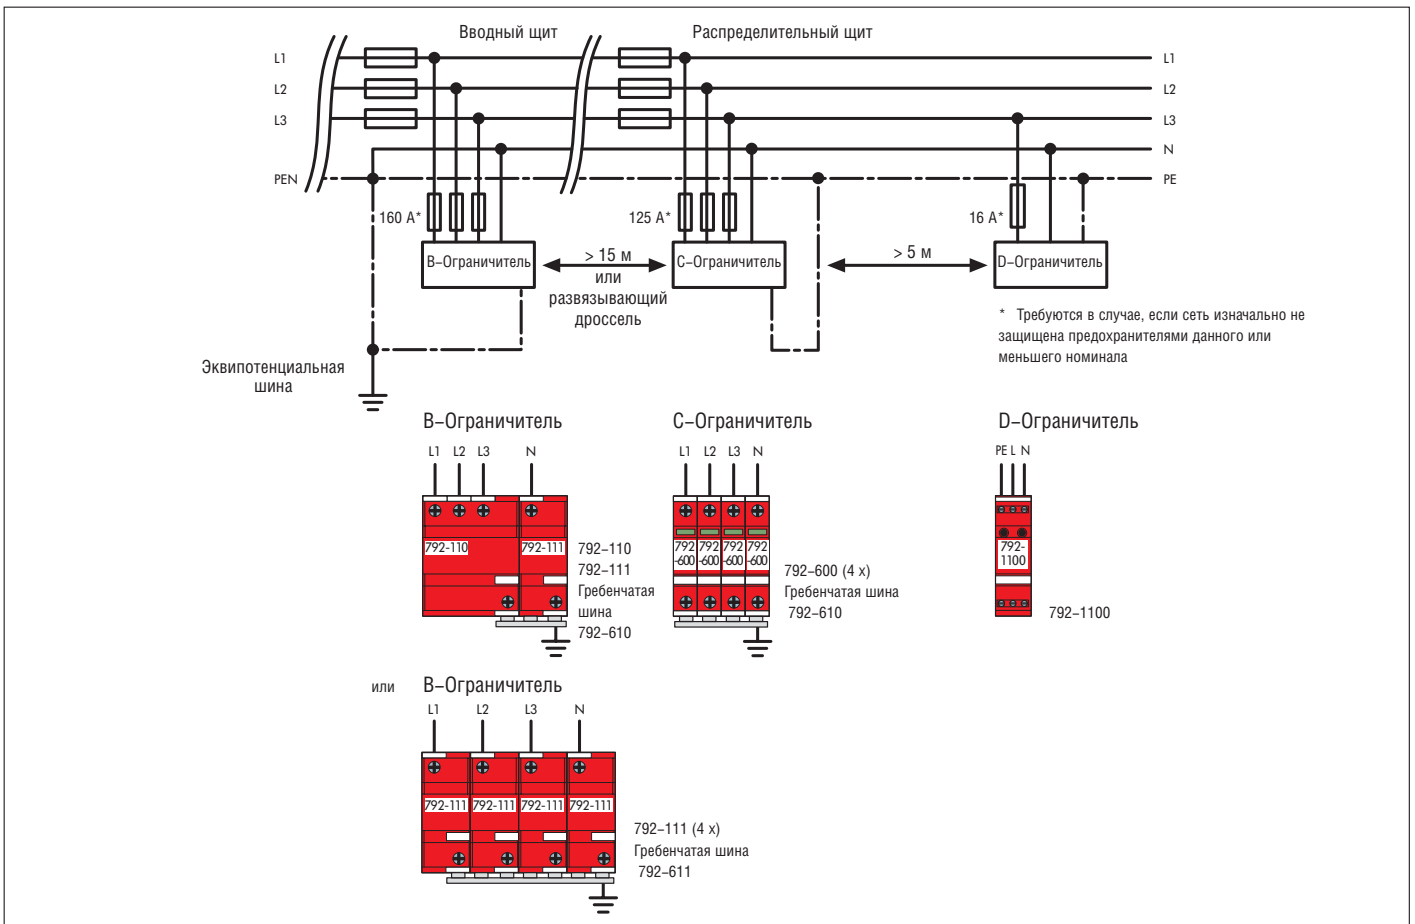 Вводный щит
Распределительный щит
L1
L1
L2
L2
L3
L3
N
PEN
PE
160 А*
125 А*
16 А*
В–Ограничитель
> 15 м
или
развязывающий
дроссель
С–Ограничитель
> 5 м
D–Ограничитель
* Требуются в случае, если сеть изначально не
защищена предохранителями данного или
меньшего номинала
Эквипотенциальная
шина
В–Ограничитель
L1 L2 L3 N
792-110
792-111
792–110
792–111
Гребенчатая
шина
792–610
С–Ограничитель
L1 L2 L3 N
792 792 792 792
-600 -600 -600 -600
792–600 (4 x)
Гребенчатая шина
792–610
D–Ограничитель
PE L N
792-
1100
792–1100
или
В–Ограничитель
L1 L2 L3 N
792-111 792-111 792-111 792-111
792–111 (4 x)
Гребенчатая шина
792–611